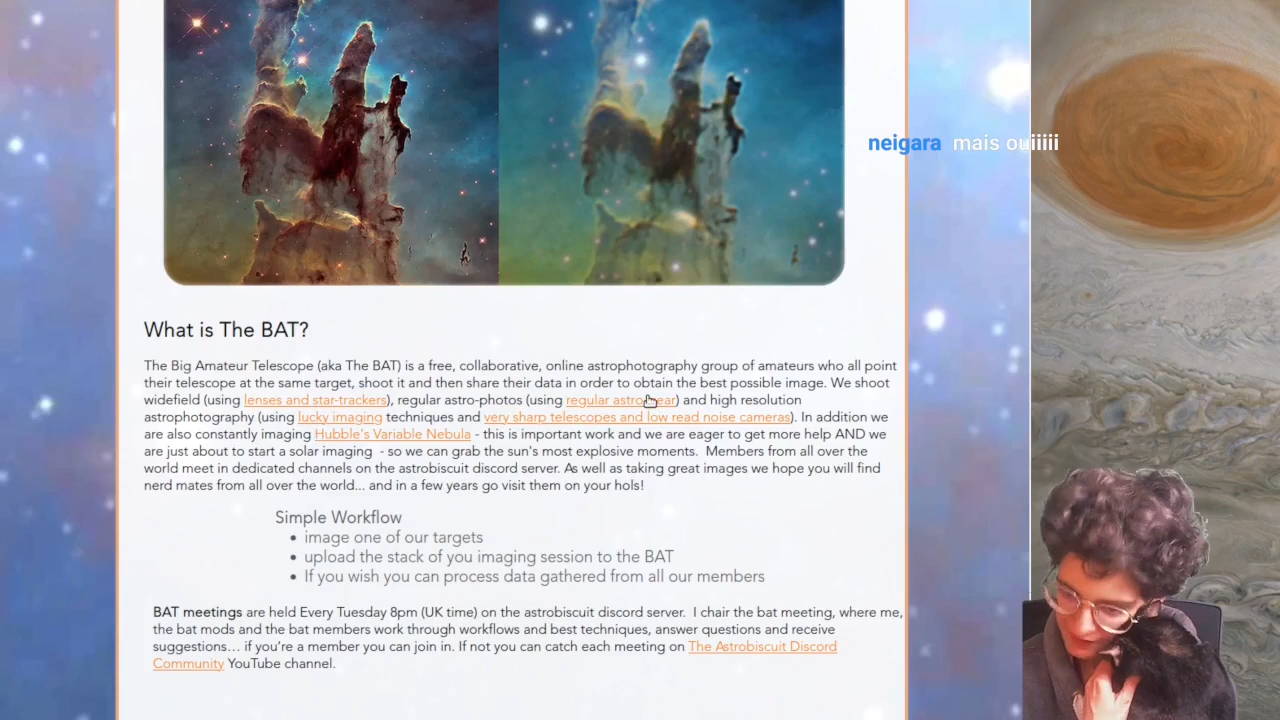 neigara mais ouiiiii
What is The BAT?
The Big Amateur Telescope (aka The BAT) is a free, collaborative, online astrophotography group of amateurs who all point
their telescope at the same target, shoot it and then share their data in order to obtain the best possible image. We shoot
widefield (using lenses and star-trackers), regular astro-photos (using regular astro gear) and high resolution
astrophotography (using lucky imaging techniques and very sharp telescopes and low read noise cameras). In addition we
are also constantly imaging Hubble's Variable Nebula - this is important work and we are eager to get more help AND we
are just about to start a solar imaging - so we can grab the sun's most explosive moments. Members from all over the
world meet in dedicated channels on the astrobiscuit discord server. As well as taking great images we hope you will find
nerd mates from all over the world... and in a few years go visit them on your hols!
Simple Workflow
• image one of our targets
• upload the stack of you imaging session to the BAT
• If you wish you can process data gathered from all our members
BAT meetings are held Every Tuesday 8pm (UK time) on the astrobiscuit discord server. I chair the bat meeting, where me,
the bat mods and the bat members work through workflows and best techniques, answer questions and receive
suggestions… if you're a member you can join in. If not you can catch each meeting on The Astrobiscuit Discord
Community YouTube channel.